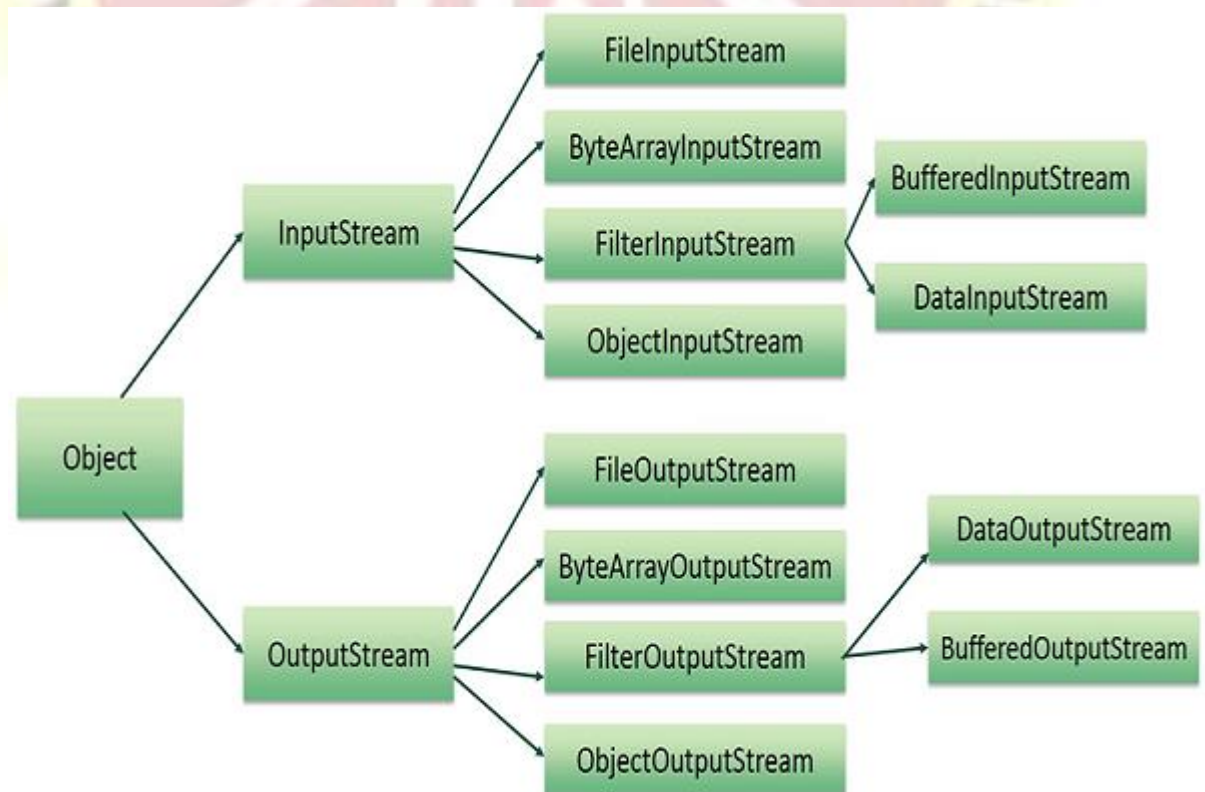 FileInputStream
ByteArrayInputStream
BufferedInputStream
InputStream
FilterInputStream
DataInputStream
ObjectInputStream
Object
FileOutputStream
DataOutputStream
ByteArrayOutputStream
OutputStream
FilterOutputStream
BufferedOutputStream
ObjectOutputStream